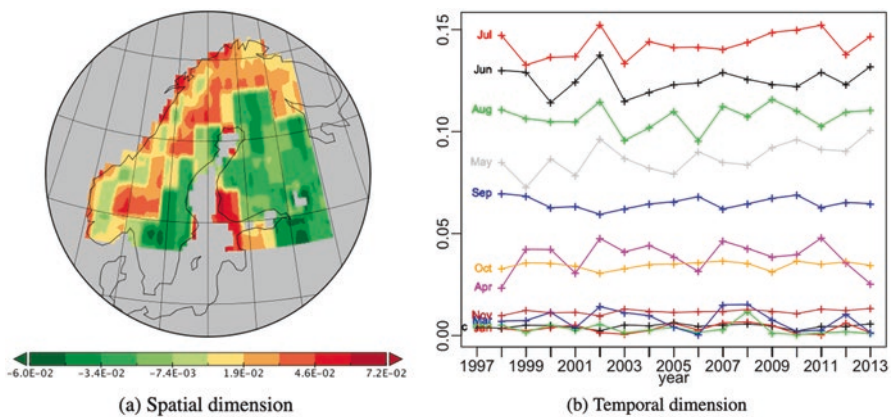 0.15
0.10
0.05
0.00
Jul
Jun
Aug
May
Sep
Oct
Apr
Nov
1997 1999 2001 2003 2005 2007 2009 2011 2013
year
-6.0E-02 -3.4E-02 -7.4E-03 1.9E-02 4.6E-02 7.2E-02
(a) Spatial dimension
(b) Temporal dimension